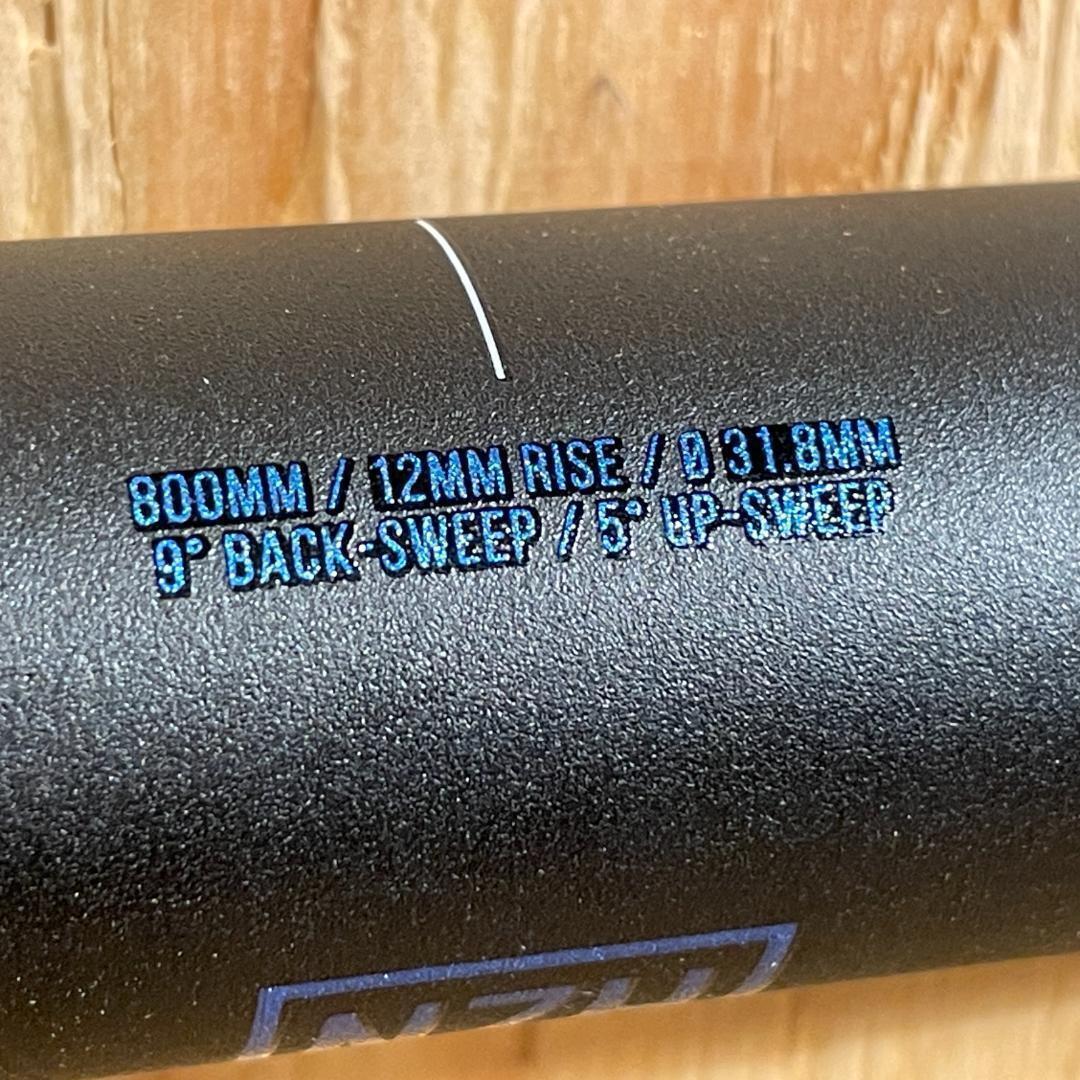 800MM / 12MM RISE / Ø 31.8MM
9° BACK-SWEEP / 5° UP-SWEEP